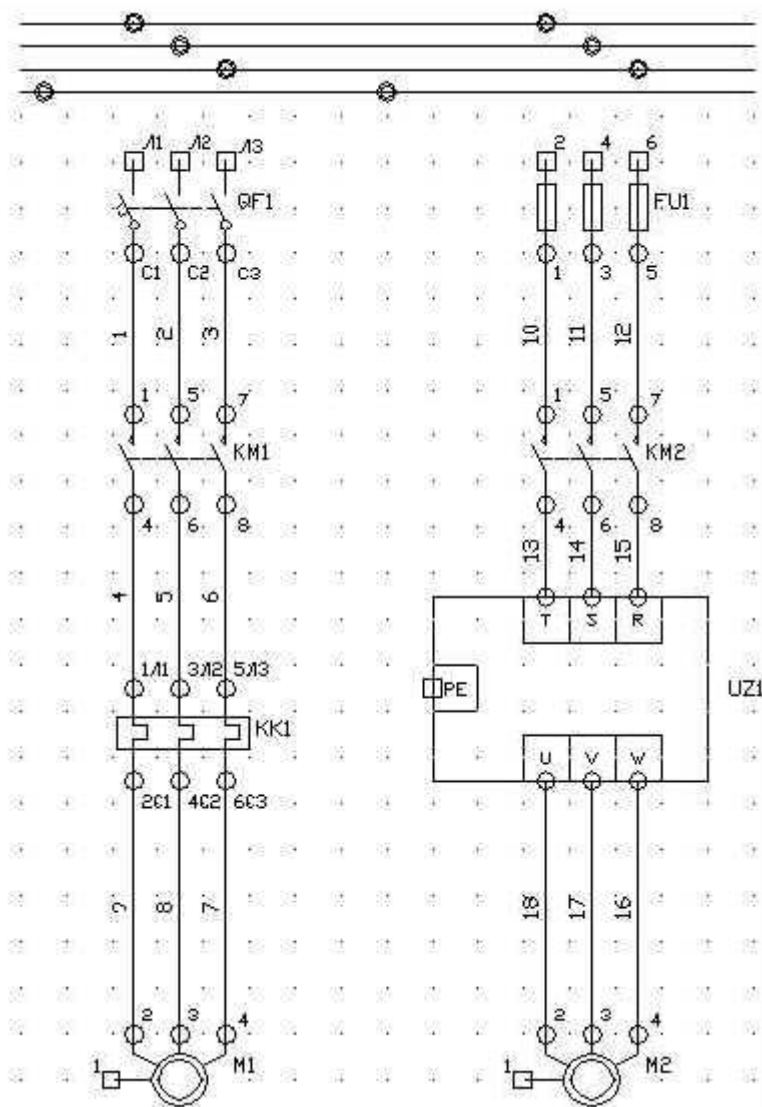 Л1 Л2 Л3 2 4 6
QF1 FU1
C1 C2 C3 1 3 5
1 2 3 10 11 12
1 5 7 1 5 7
KM1 KM2
4 6 8 4 6 8
13 14 15
4 5 6
T S R
1Л1 3Л2 5Л3
PE UZ1
KK1
U V W
2C1 4C2 6C3
9 8 7 18 17 16
2 3 4 2 3 4
1 M1 1 M2